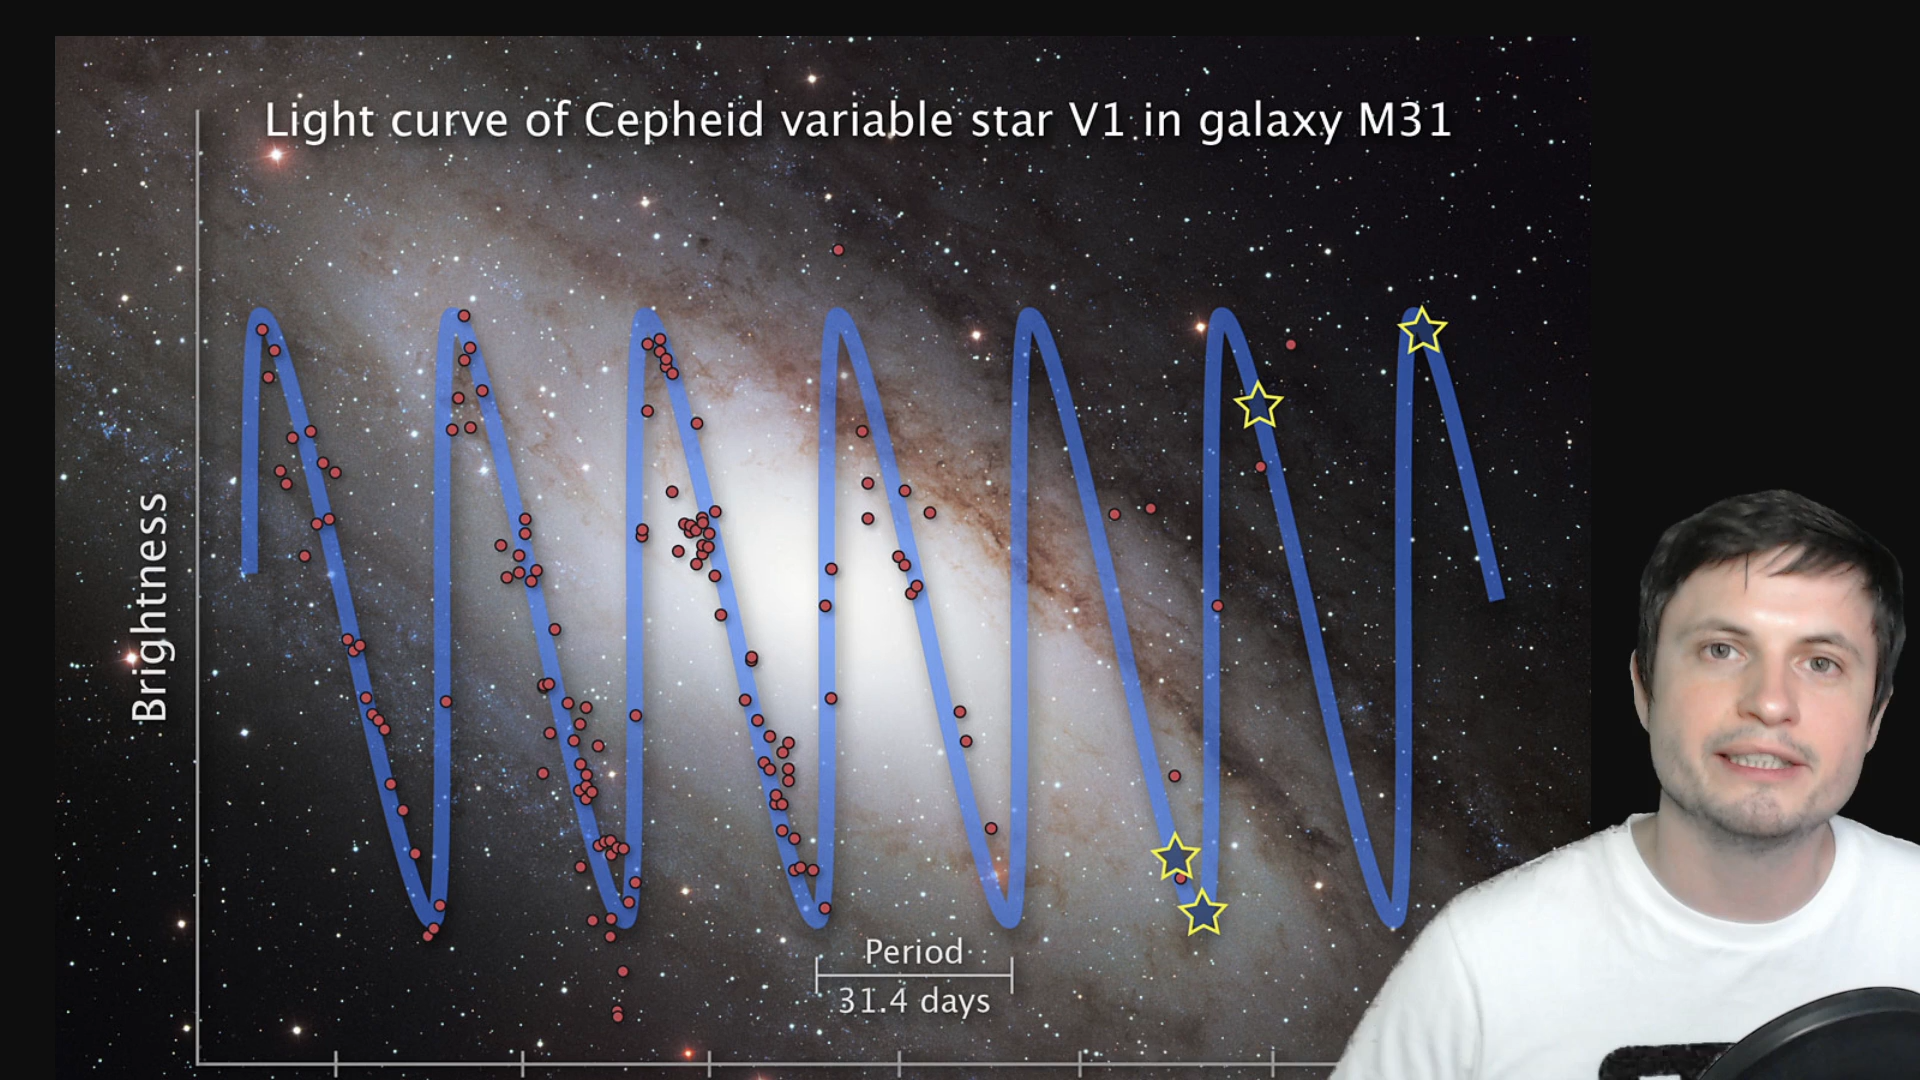 Light curve of Cepheid variable star V1 in galaxy M31
Brightness
Period
31.4 days